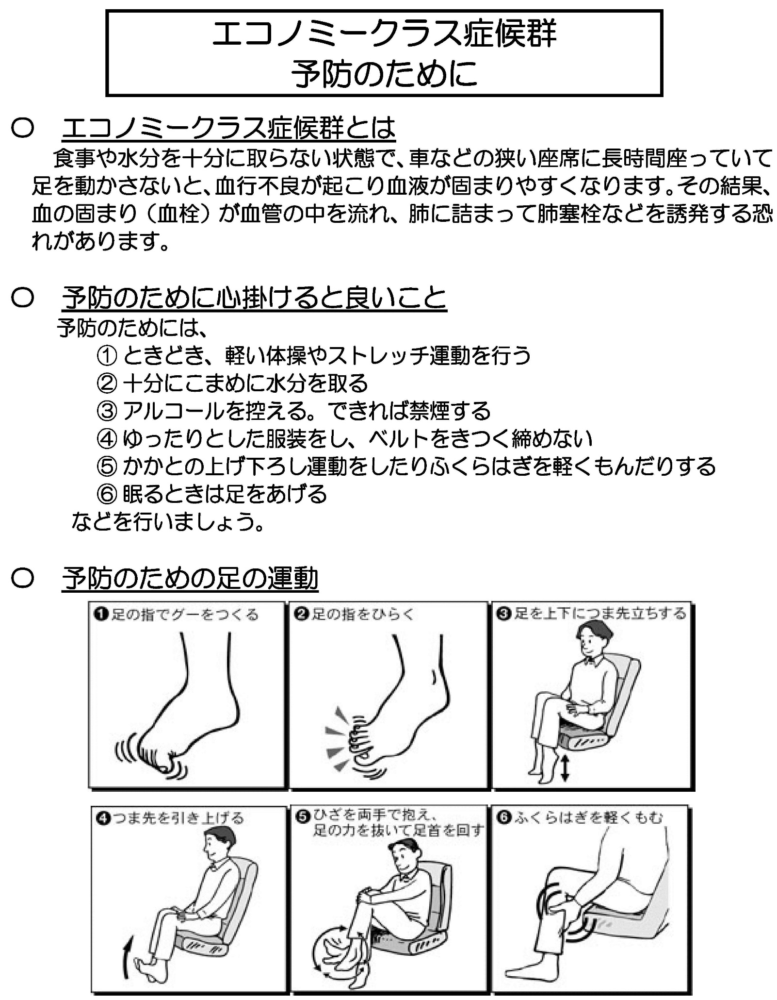 エコノミークラス症候群
予防のために
○　エコノミークラス症候群とは
食事や水分を十分に取らない状態で、車などの狭い座席に長時間座っていて
足を動かさないと、血行不良が起こり血液が固まりやすくなります。その結果、
血の固まり（血栓）が血管の中を流れ、肺に詰まって肺塞栓などを誘発する恐
れがあります。
○　予防のために心掛けると良いこと
予防のためには、
① ときどき、軽い体操やストレッチ運動を行う
② 十分にこまめに水分を取る
③ アルコールを控える。できれば禁煙する
④ ゆったりとした服装をし、ベルトをきつく締めない
⑤ かかとの上げ下ろし運動をしたりふくらはぎを軽くもんだりする
⑥ 眠るときは足をあげる
などを行いましょう。
○　予防のための足の運動
❶足の指でグーをつくる
❷足の指をひらく
❸足を上下につま先立ちする
❹つま先を引き上げる
❺ひざを両手で抱え、
足の力を抜いて足首を回す
❻ふくらはぎを軽くもむ